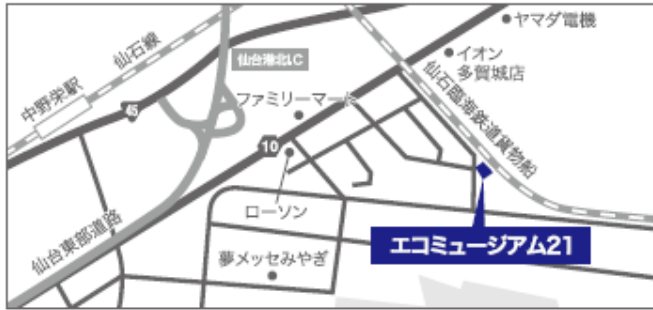 ヤマダ電機
イオン
多賀城店
仙石線
仙台港北I.C
中野栄駅
45
ファミリーマート
仙石臨海鉄道貨物船
10
ローソン
仙台東部道路
エコミュージアム21
夢メッセみやぎ